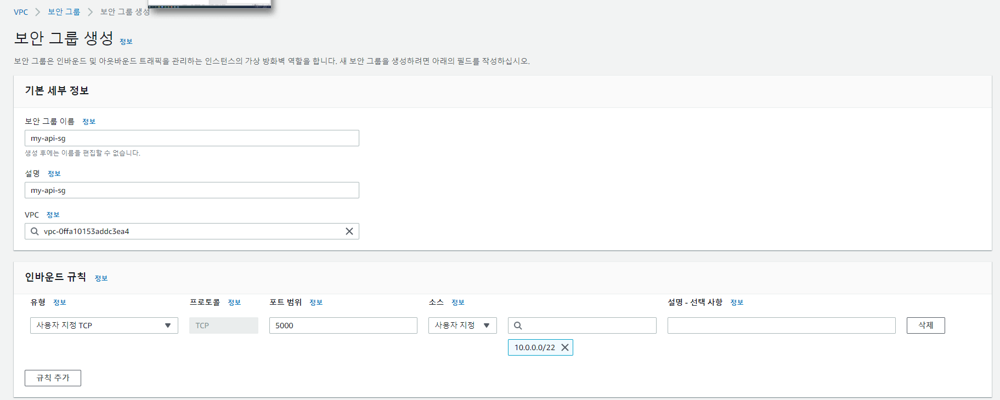 VPC > 보안 그룹 > 보안 그룹 생성
보안 그룹 생성 정보
보안 그룹은 인바운드 및 아웃바운드 트래픽을 관리하는 인스턴스의 가상 방화벽 역할을 합니다. 새 보안 그룹을 생성하려면 아래의 필드를 작성하십시오.
기본 세부 정보
보안 그룹 이름 정보
my-api-sg
생성 후에는 이름을 편집할 수 없습니다.
설명 정보
my-api-sg
VPC 정보
vpc-0ffa10153addc3ea4
인바운드 규칙 정보
유형 정보 프로토콜 정보 포트 범위 정보 소스 정보 설명 - 선택 사항 정보
사용자 지정 TCP TCP 5000 사용자 지정 삭제
10.0.0.0/22
규칙 추가